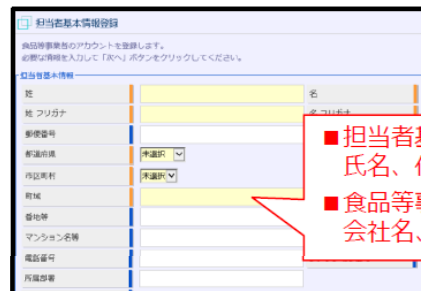 担当者基本情報登録
食品等事業者のアカウントを登録します。
必要な情報を入力して「次へ」ボタンをクリックしてください。
担当者基本情報
姓
名
姓 フリガナ
名 フリガナ
郵便番号
都道府県
未選択
市区町村
未選択
町域
番地等
マンション名等
電話番号
所属部署
■担当者
氏名、
■食品等
会社名、